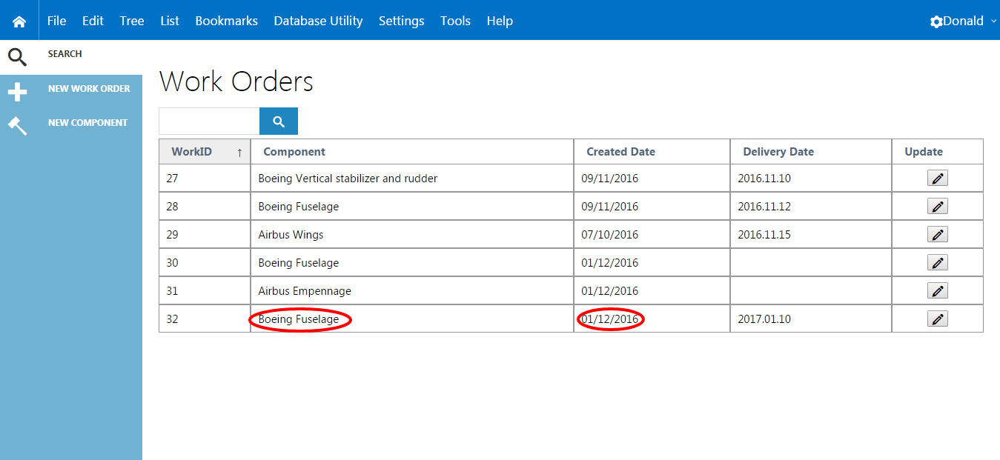 File Edit Tree List Bookmarks Database Utility Settings Tools Help Donald
SEARCH
NEW WORK ORDER
NEW COMPONENT
Work Orders
WorkID ↑ Component Created Date Delivery Date Update
27 Boeing Vertical stabilizer and rudder 09/11/2016 2016.11.10
28 Boeing Fuselage 09/11/2016 2016.11.12
29 Airbus Wings 07/10/2016 2016.11.15
30 Boeing Fuselage 01/12/2016
31 Airbus Empennage 01/12/2016
32 Boeing Fuselage 01/12/2016 2017.01.10